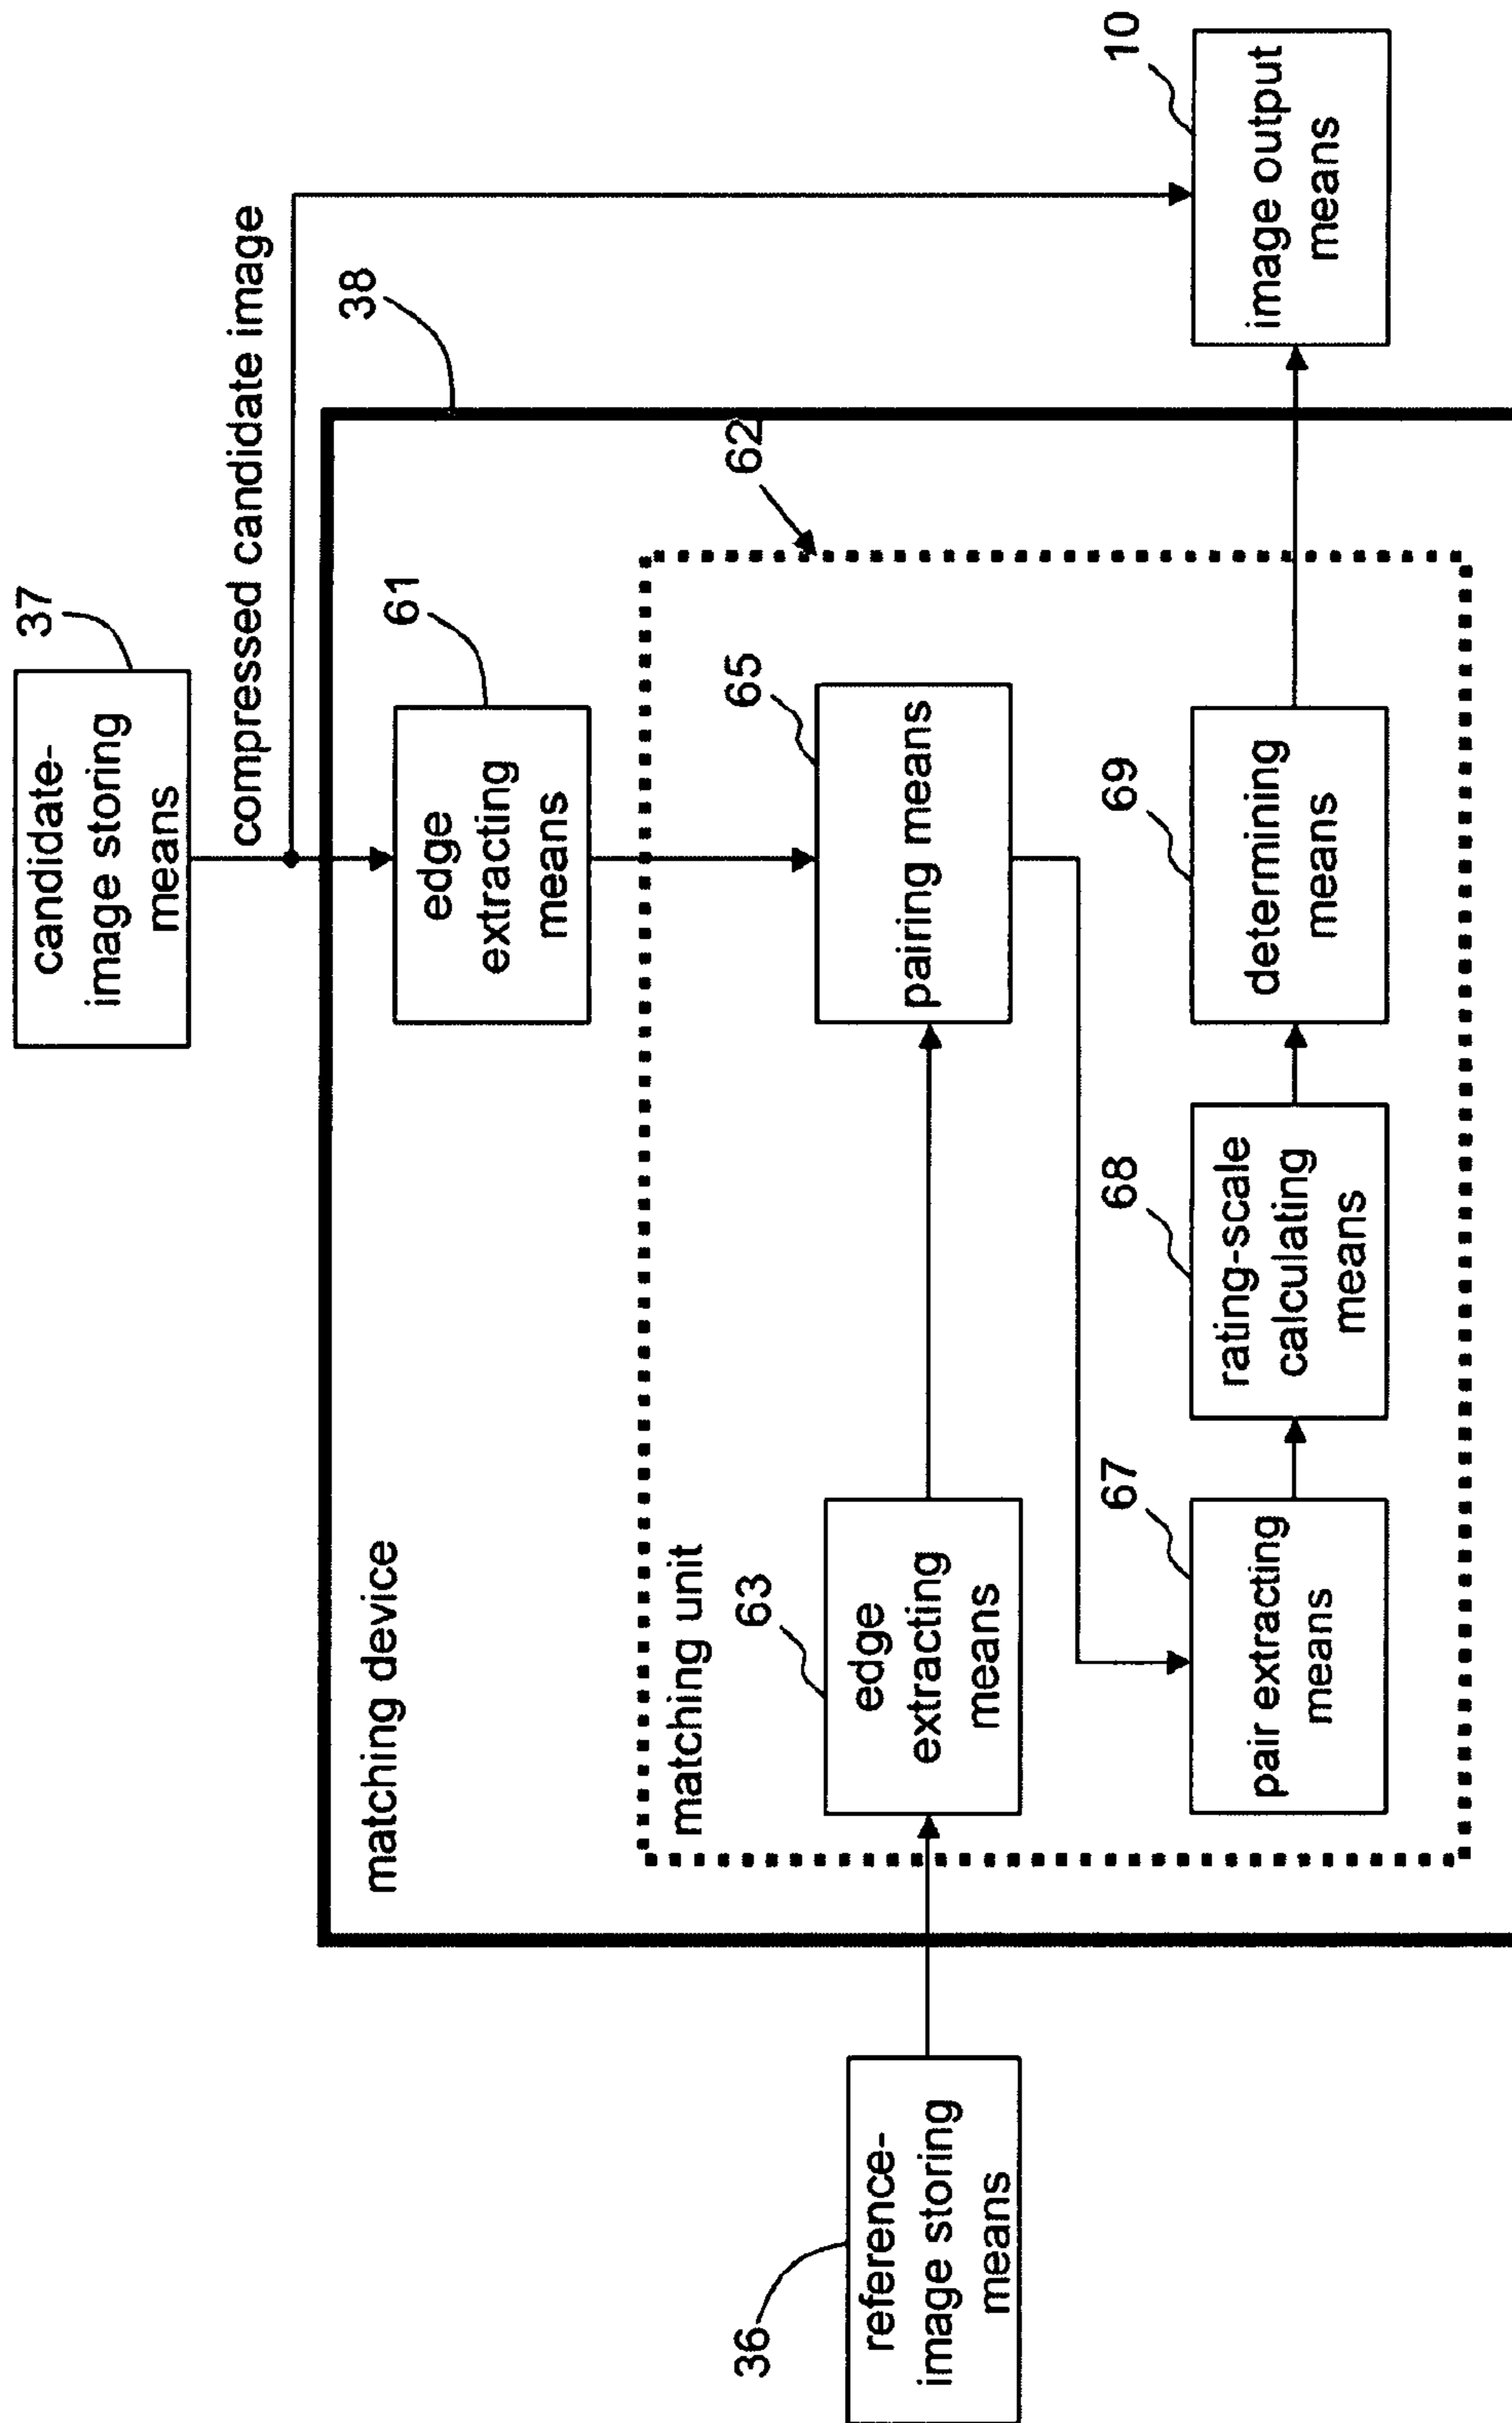 37
candidate-
image storing
means
compressed candidate image
38
matching device
61
edge
extracting
means
62
matching unit
36
reference-
image storing
means
63
edge
extracting
means
65
pairing means
67
pair extracting
means
68
rating-scale
calculating
means
69
determining
means
10
image output
means